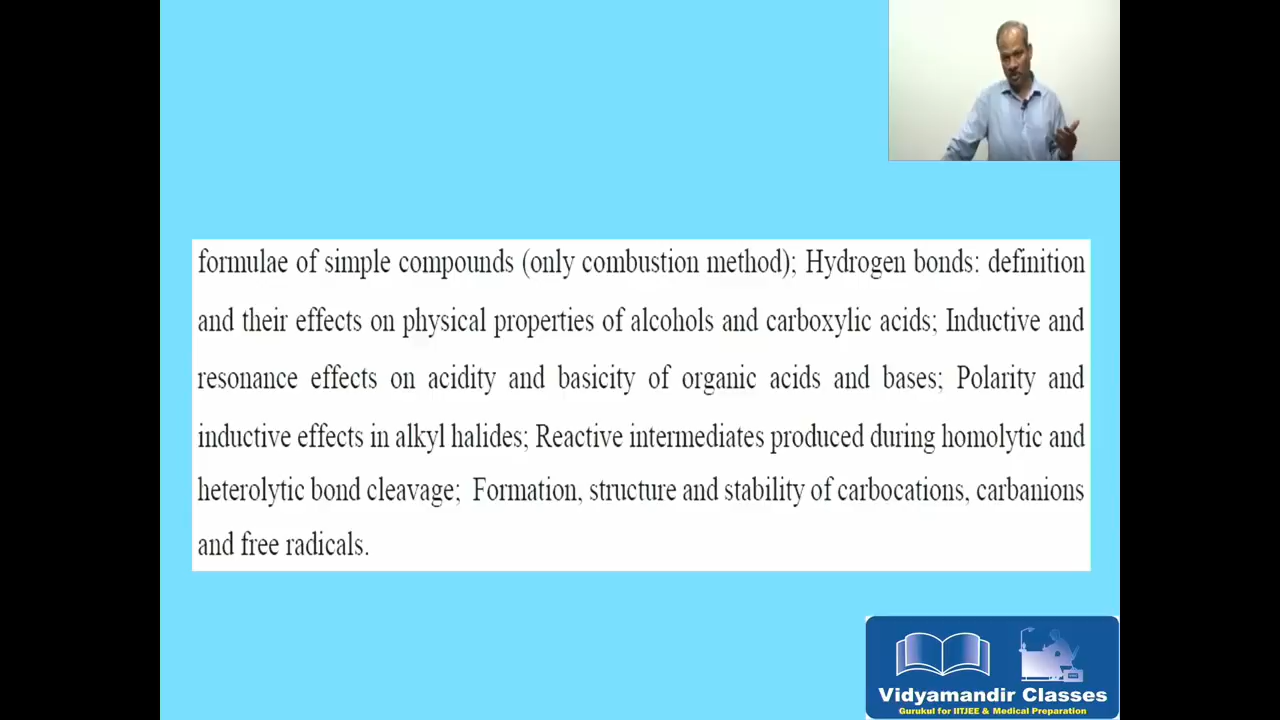 formulae of simple compounds (only combustion method); Hydrogen bonds: definition
and their effects on physical properties of alcohols and carboxylic acids; Inductive and
resonance effects on acidity and basicity of organic acids and bases; Polarity and
inductive effects in alkyl halides; Reactive intermediates produced during homolytic and
heterolytic bond cleavage; Formation, structure and stability of carbocations, carbanions
and free radicals.
Vidyamandir Classes
Gurukul for IITJEE & Medical Preparation